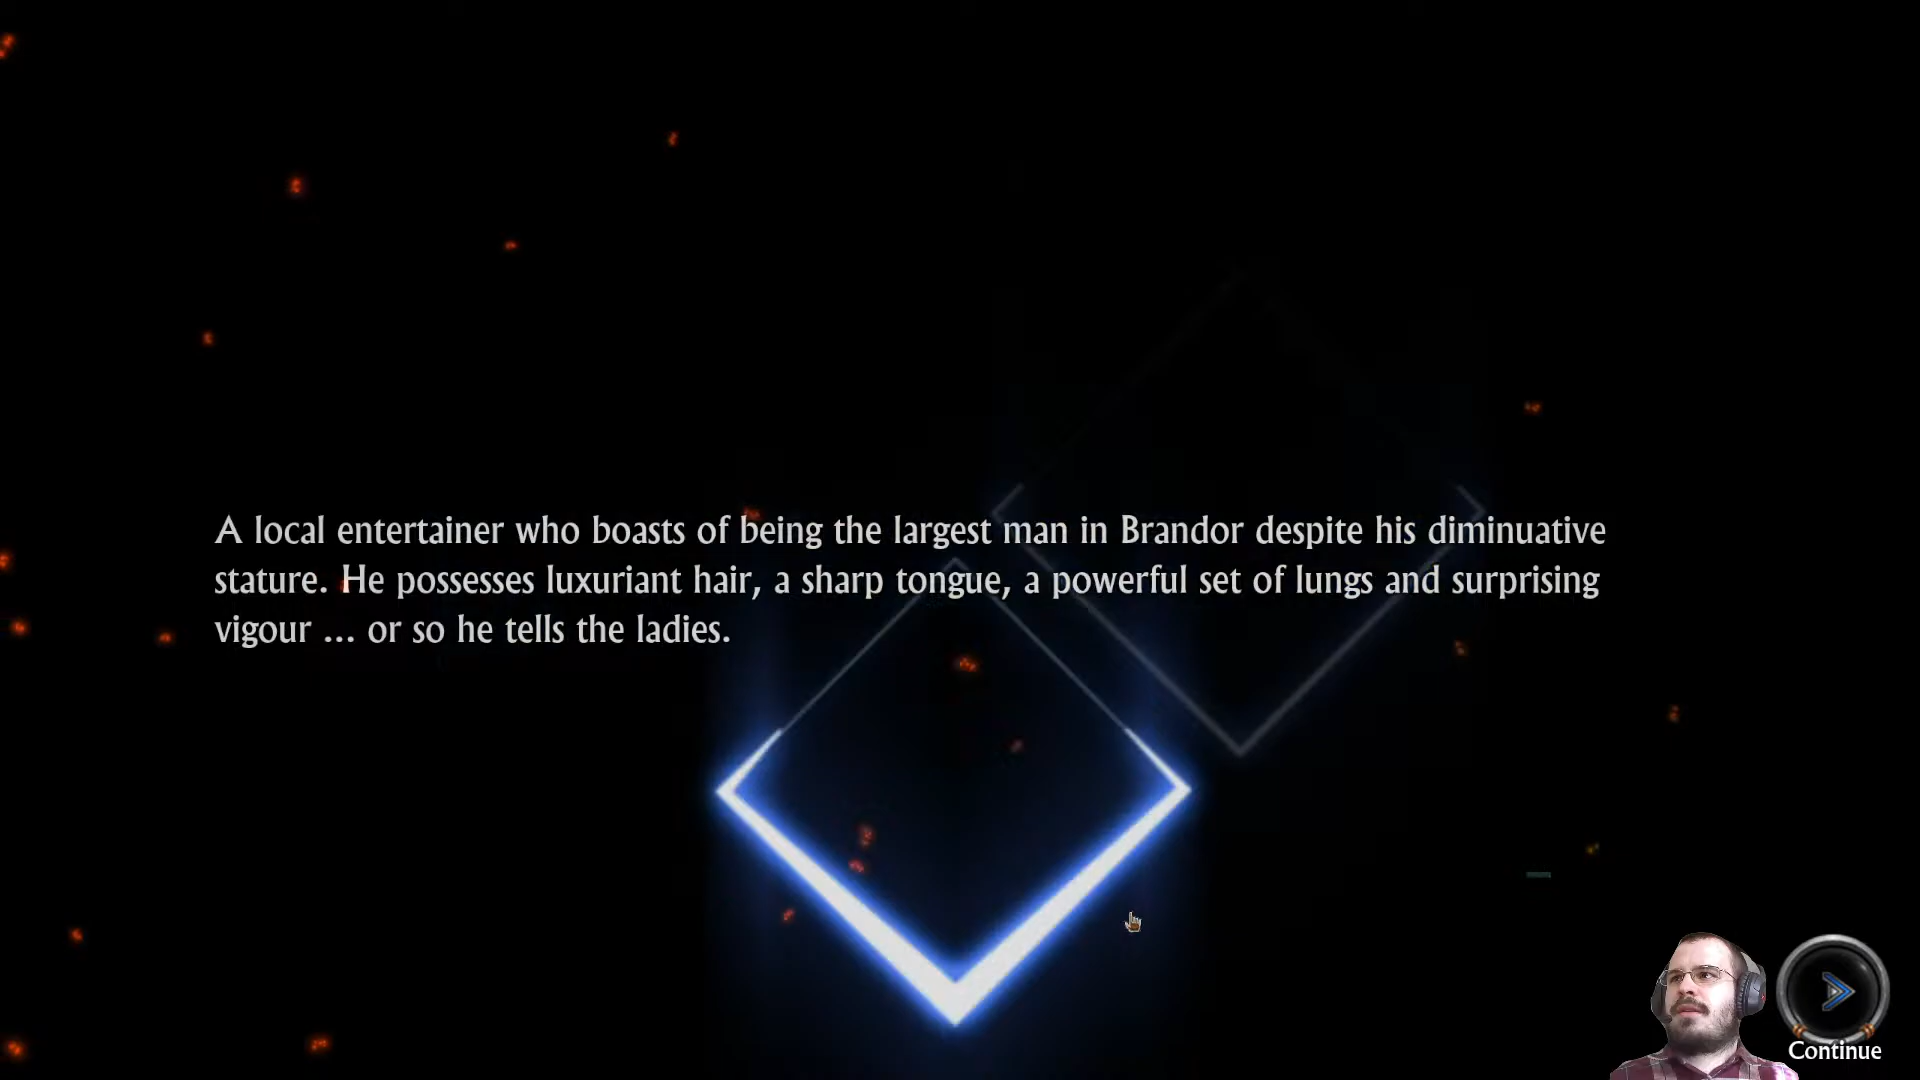 A local entertainer who boasts of being the largest man in Brandor despite his diminuative
stature. He possesses luxuriant hair, a sharp tongue, a powerful set of lungs and surprising
vigour ... or so he tells the ladies.
Continue